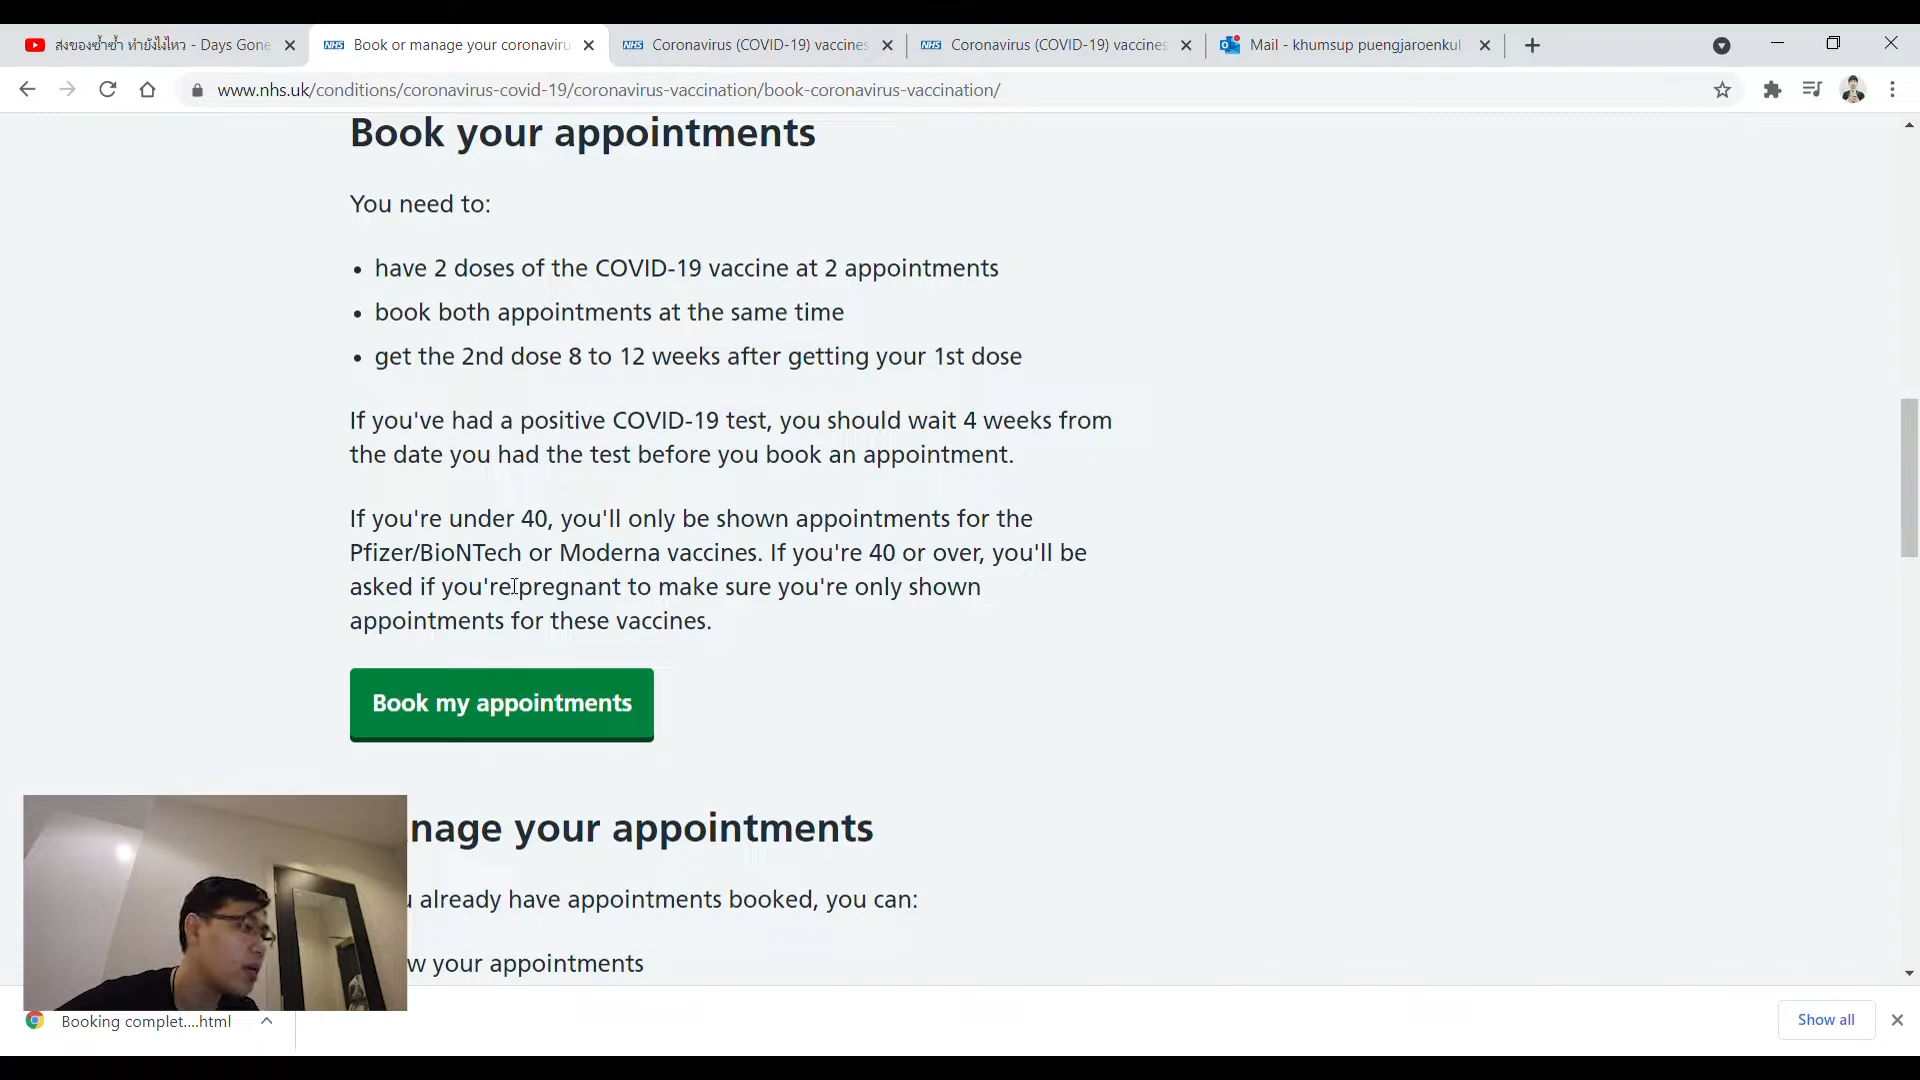 ส่งของซ้ำซ้ำ ทำยังไงไหว - Days Gone
NHS Book or manage your coronaviru
NHS Coronavirus (COVID-19) vaccines
NHS Coronavirus (COVID-19) vaccines
Mail - khumsup puengjaroenkul
www.nhs.uk/conditions/coronavirus-covid-19/coronavirus-vaccination/book-coronavirus-vaccination/
Book your appointments
You need to:
• have 2 doses of the COVID-19 vaccine at 2 appointments
• book both appointments at the same time
• get the 2nd dose 8 to 12 weeks after getting your 1st dose
If you've had a positive COVID-19 test, you should wait 4 weeks from
the date you had the test before you book an appointment.
If you're under 40, you'll only be shown appointments for the
Pfizer/BioNTech or Moderna vaccines. If you're 40 or over, you'll be
asked if you're pregnant to make sure you're only shown
appointments for these vaccines.
Book my appointments
nage your appointments
already have appointments booked, you can:
w your appointments
Booking complet....html
Show all